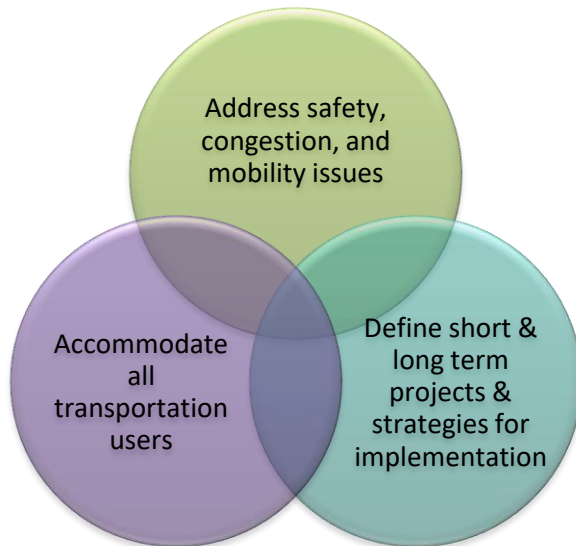 Address safety,
congestion, and
mobility issues
Accommodate
all
transportation
users
Define short &
long term
projects &
strategies for
implementation